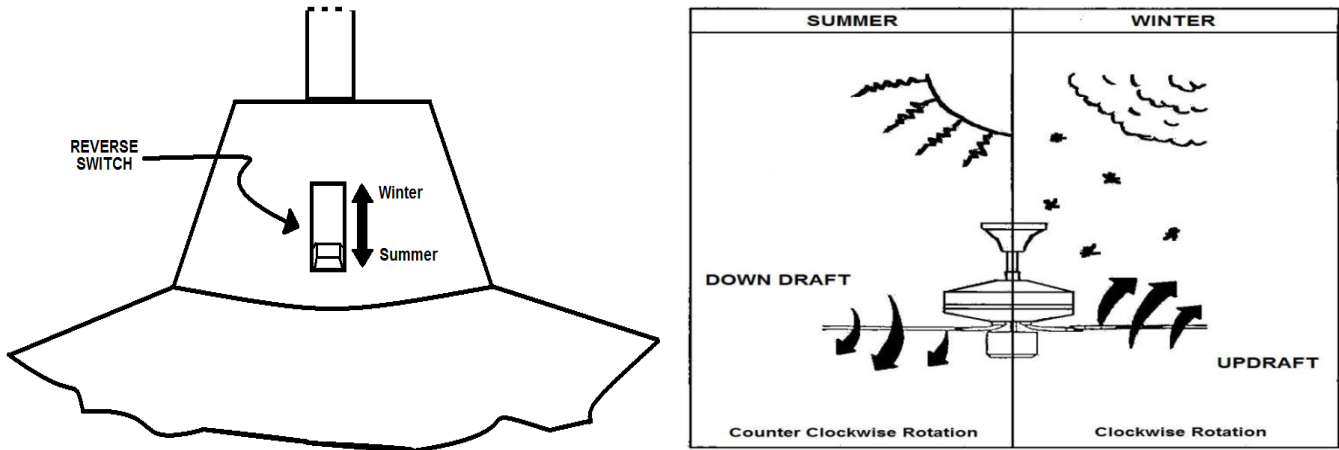 REVERSE
SWITCH
Winter
Summer
SUMMER
WINTER
DOWN DRAFT
UPDRAFT
Counter Clockwise Rotation
Clockwise Rotation